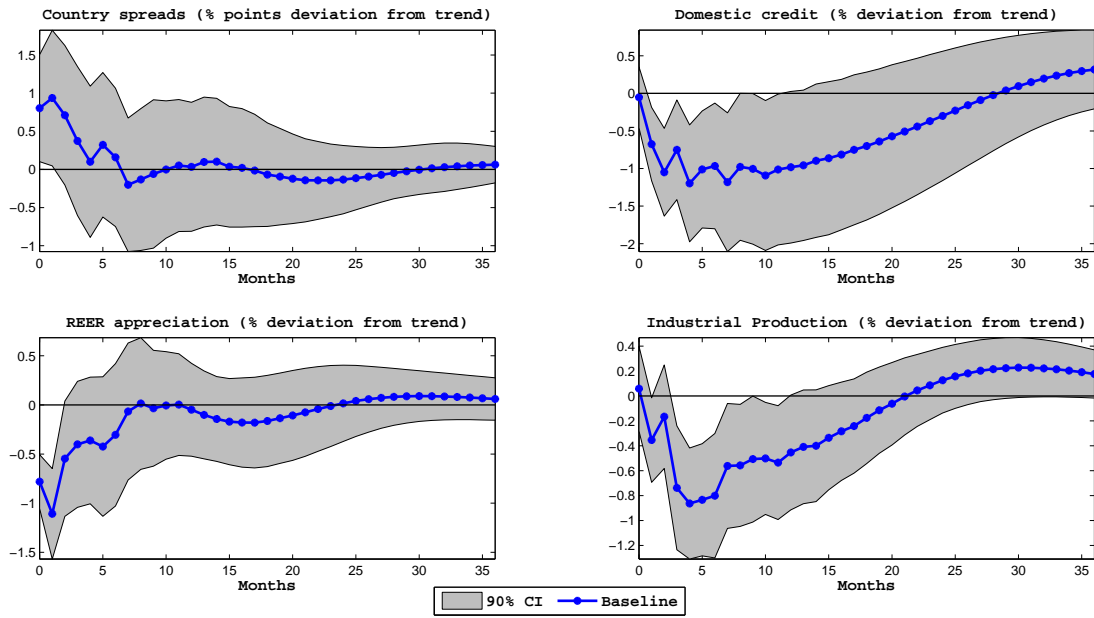 Country spreads (% points deviation from trend)
1.5
1
0.5
0
−0.5
−1
0 5 10 15 20 25 30 35
Months
Domestic credit (% deviation from trend)
0.5
0
−0.5
−1
−1.5
−2
0 5 10 15 20 25 30 35
Months
REER appreciation (% deviation from trend)
0.5
0
−0.5
−1
−1.5
0 5 10 15 20 25 30 35
Months
Industrial Production (% deviation from trend)
0.4
0.2
0
−0.2
−0.4
−0.6
−0.8
−1
−1.2
0 5 10 15 20 25 30 35
Months
90% CI Baseline